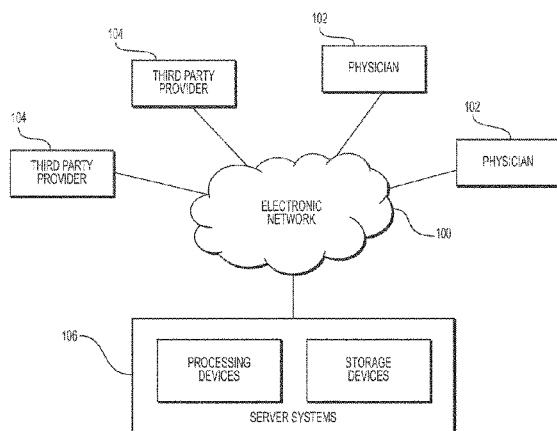 104
THIRD PARTY
PROVIDER
102
PHYSICIAN
104
THIRD PARTY
PROVIDER
102
PHYSICIAN
ELECTRONIC
NETWORK
100
106
PROCESSING
DEVICES
STORAGE
DEVICES
SERVER SYSTEMS